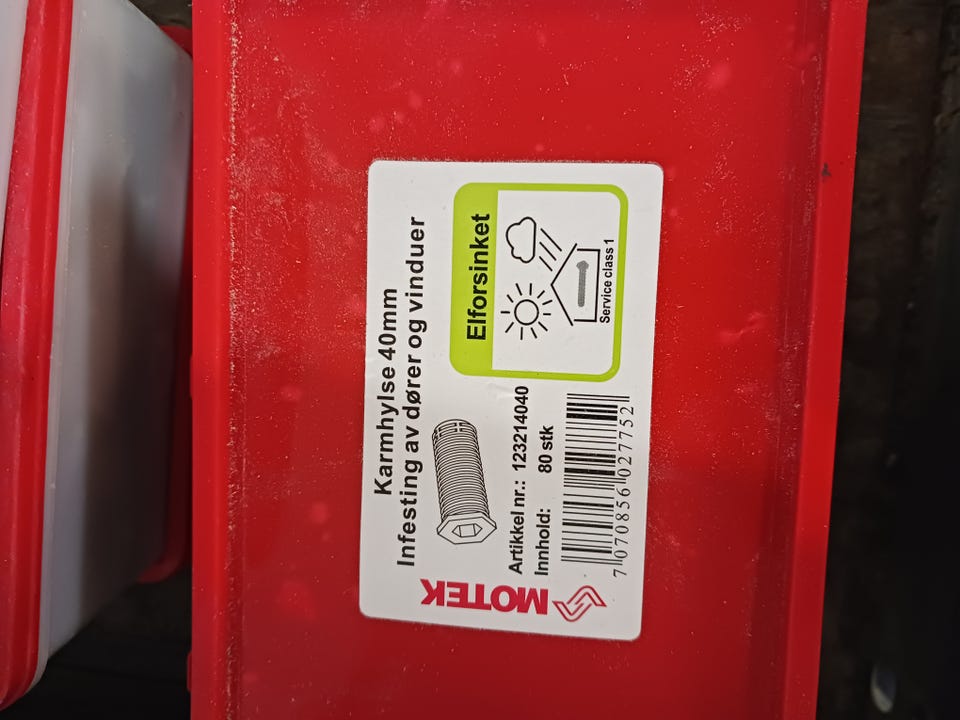 Karmhylse 40mm
Infesting av dører og vinduer
Elforsinket
Service class 1
Artikkel nr.: 123214040
Innhold: 80 stk
7 070856 027752
MOTEK